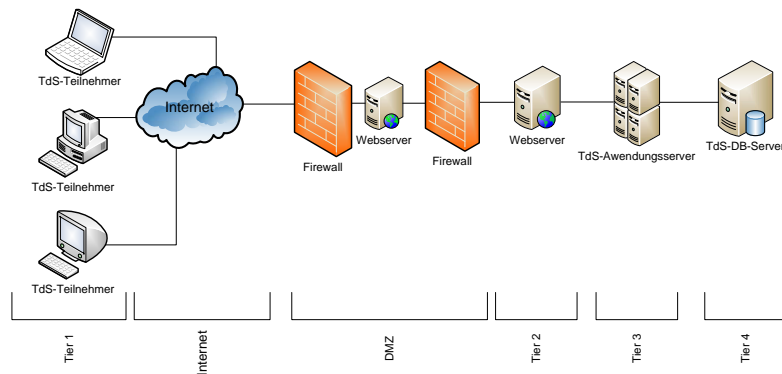 TdS-Teilnehmer
Internet
TdS-Teilnehmer
TdS-Teilnehmer
Firewall
Webserver
Firewall
Webserver
TdS-Awendungsserver
TdS-DB-Server
Tier 1
Internet
DMZ
Tier 2
Tier 3
Tier 4